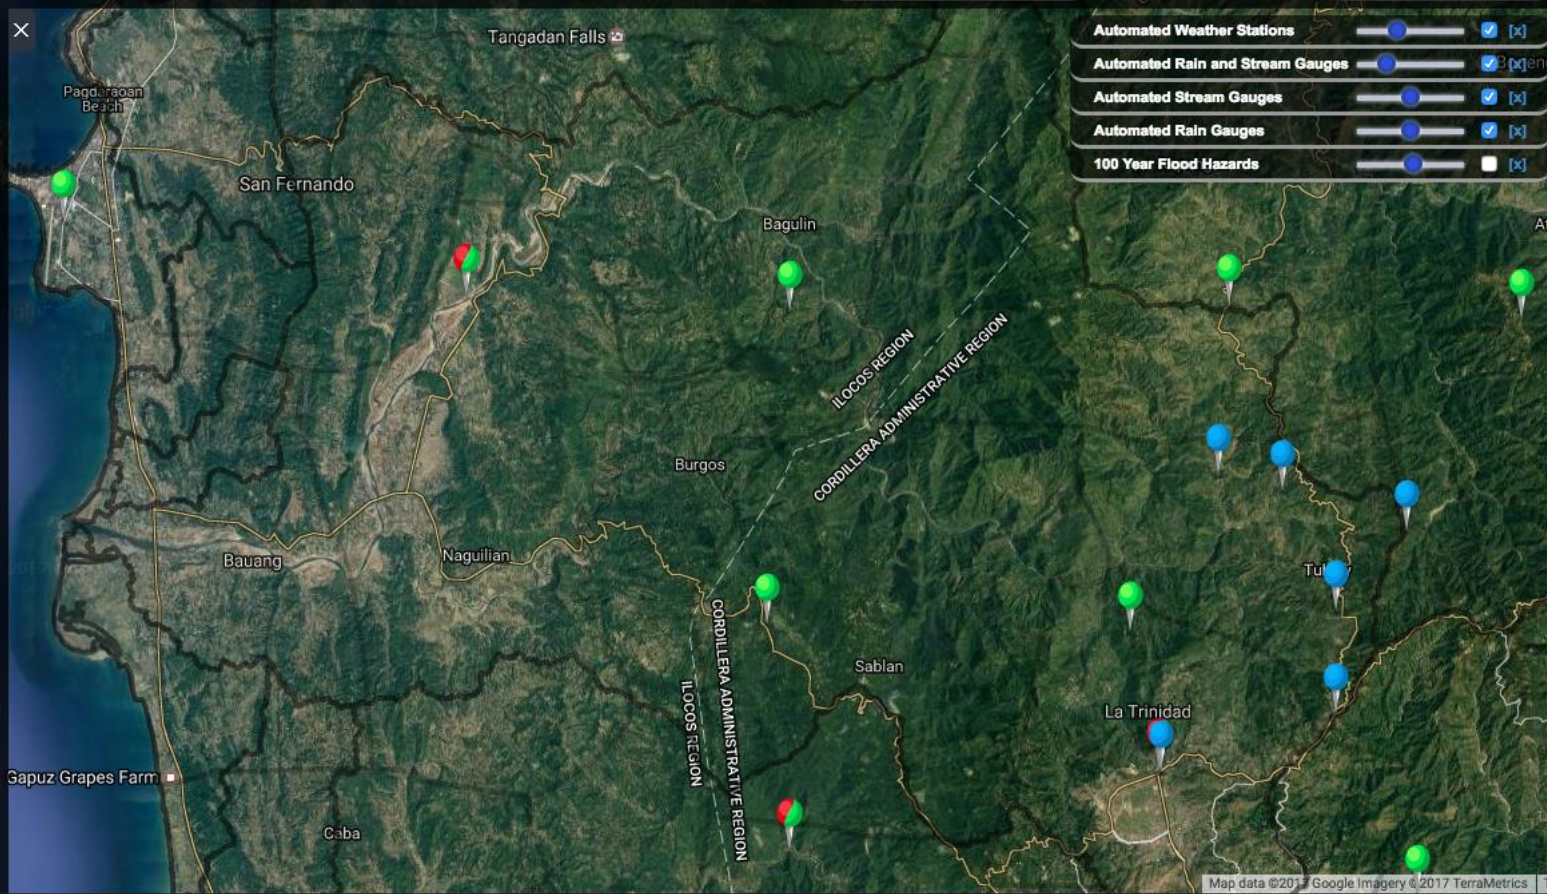 Tangadan Falls
Automated Weather Stations [x]
Automated Rain and Stream Gauges [x]
Automated Stream Gauges [x]
Automated Rain Gauges [x]
100 Year Flood Hazards [x]
Pagdaraoan
Beach
San Fernando
Bagulin
ILOCOS REGION
CORDILLERA ADMINISTRATIVE REGION
Burgos
Bauang
Naguilian
CORDILLERA ADMINISTRATIVE REGION
ILOCOS REGION
Sablan
La Trinidad
Gapuz Grapes Farm
Caba
Map data ©2017 Google Imagery ©2017 TerraMetrics